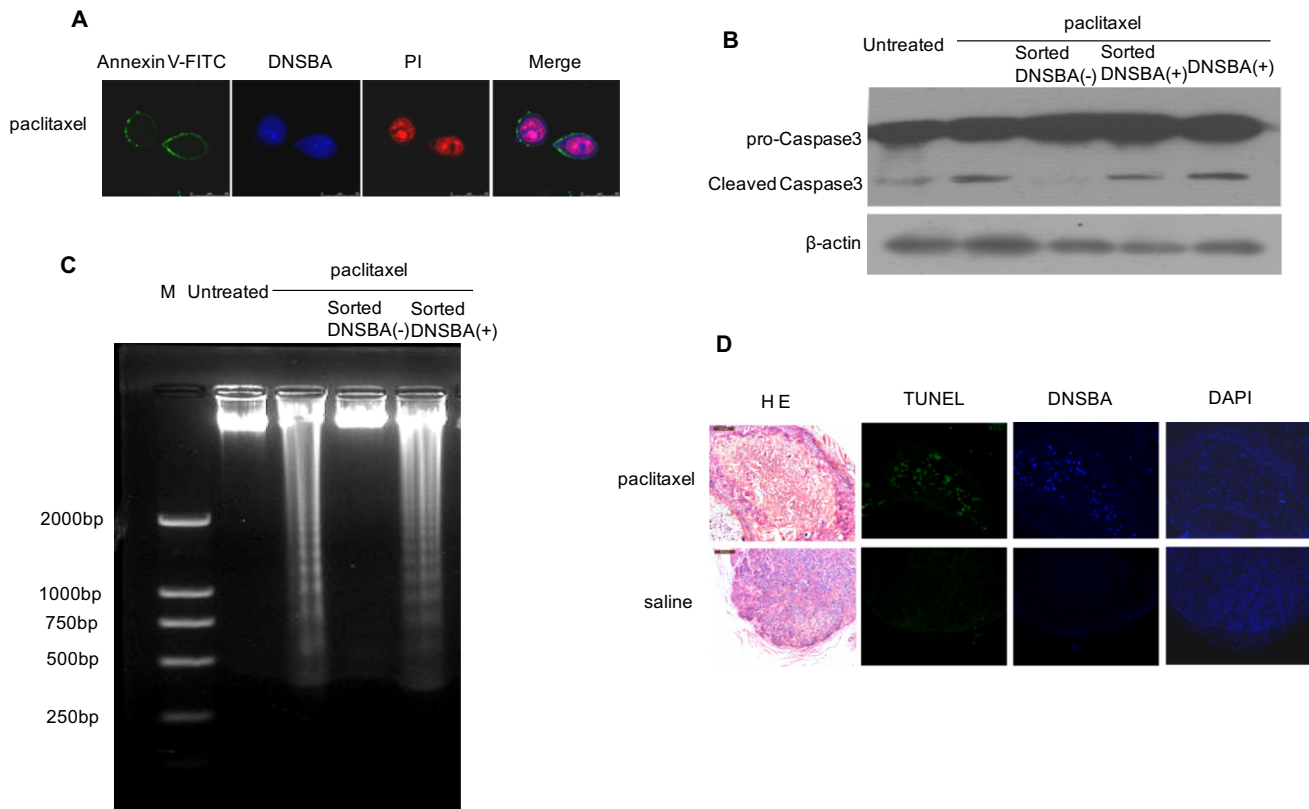 A
Annexin V-FITC DNSBA PI Merge
paclitaxel
B
paclitaxel
Untreated
Sorted Sorted
DNSBA(-) DNSBA(+) DNSBA(+)
pro-Caspase3
Cleaved Caspase3
β-actin
C
paclitaxel
M Untreated
Sorted Sorted
DNSBA(-) DNSBA(+)
2000bp
1000bp
750bp
500bp
250bp
D
H E TUNEL DNSBA DAPI
paclitaxel
saline